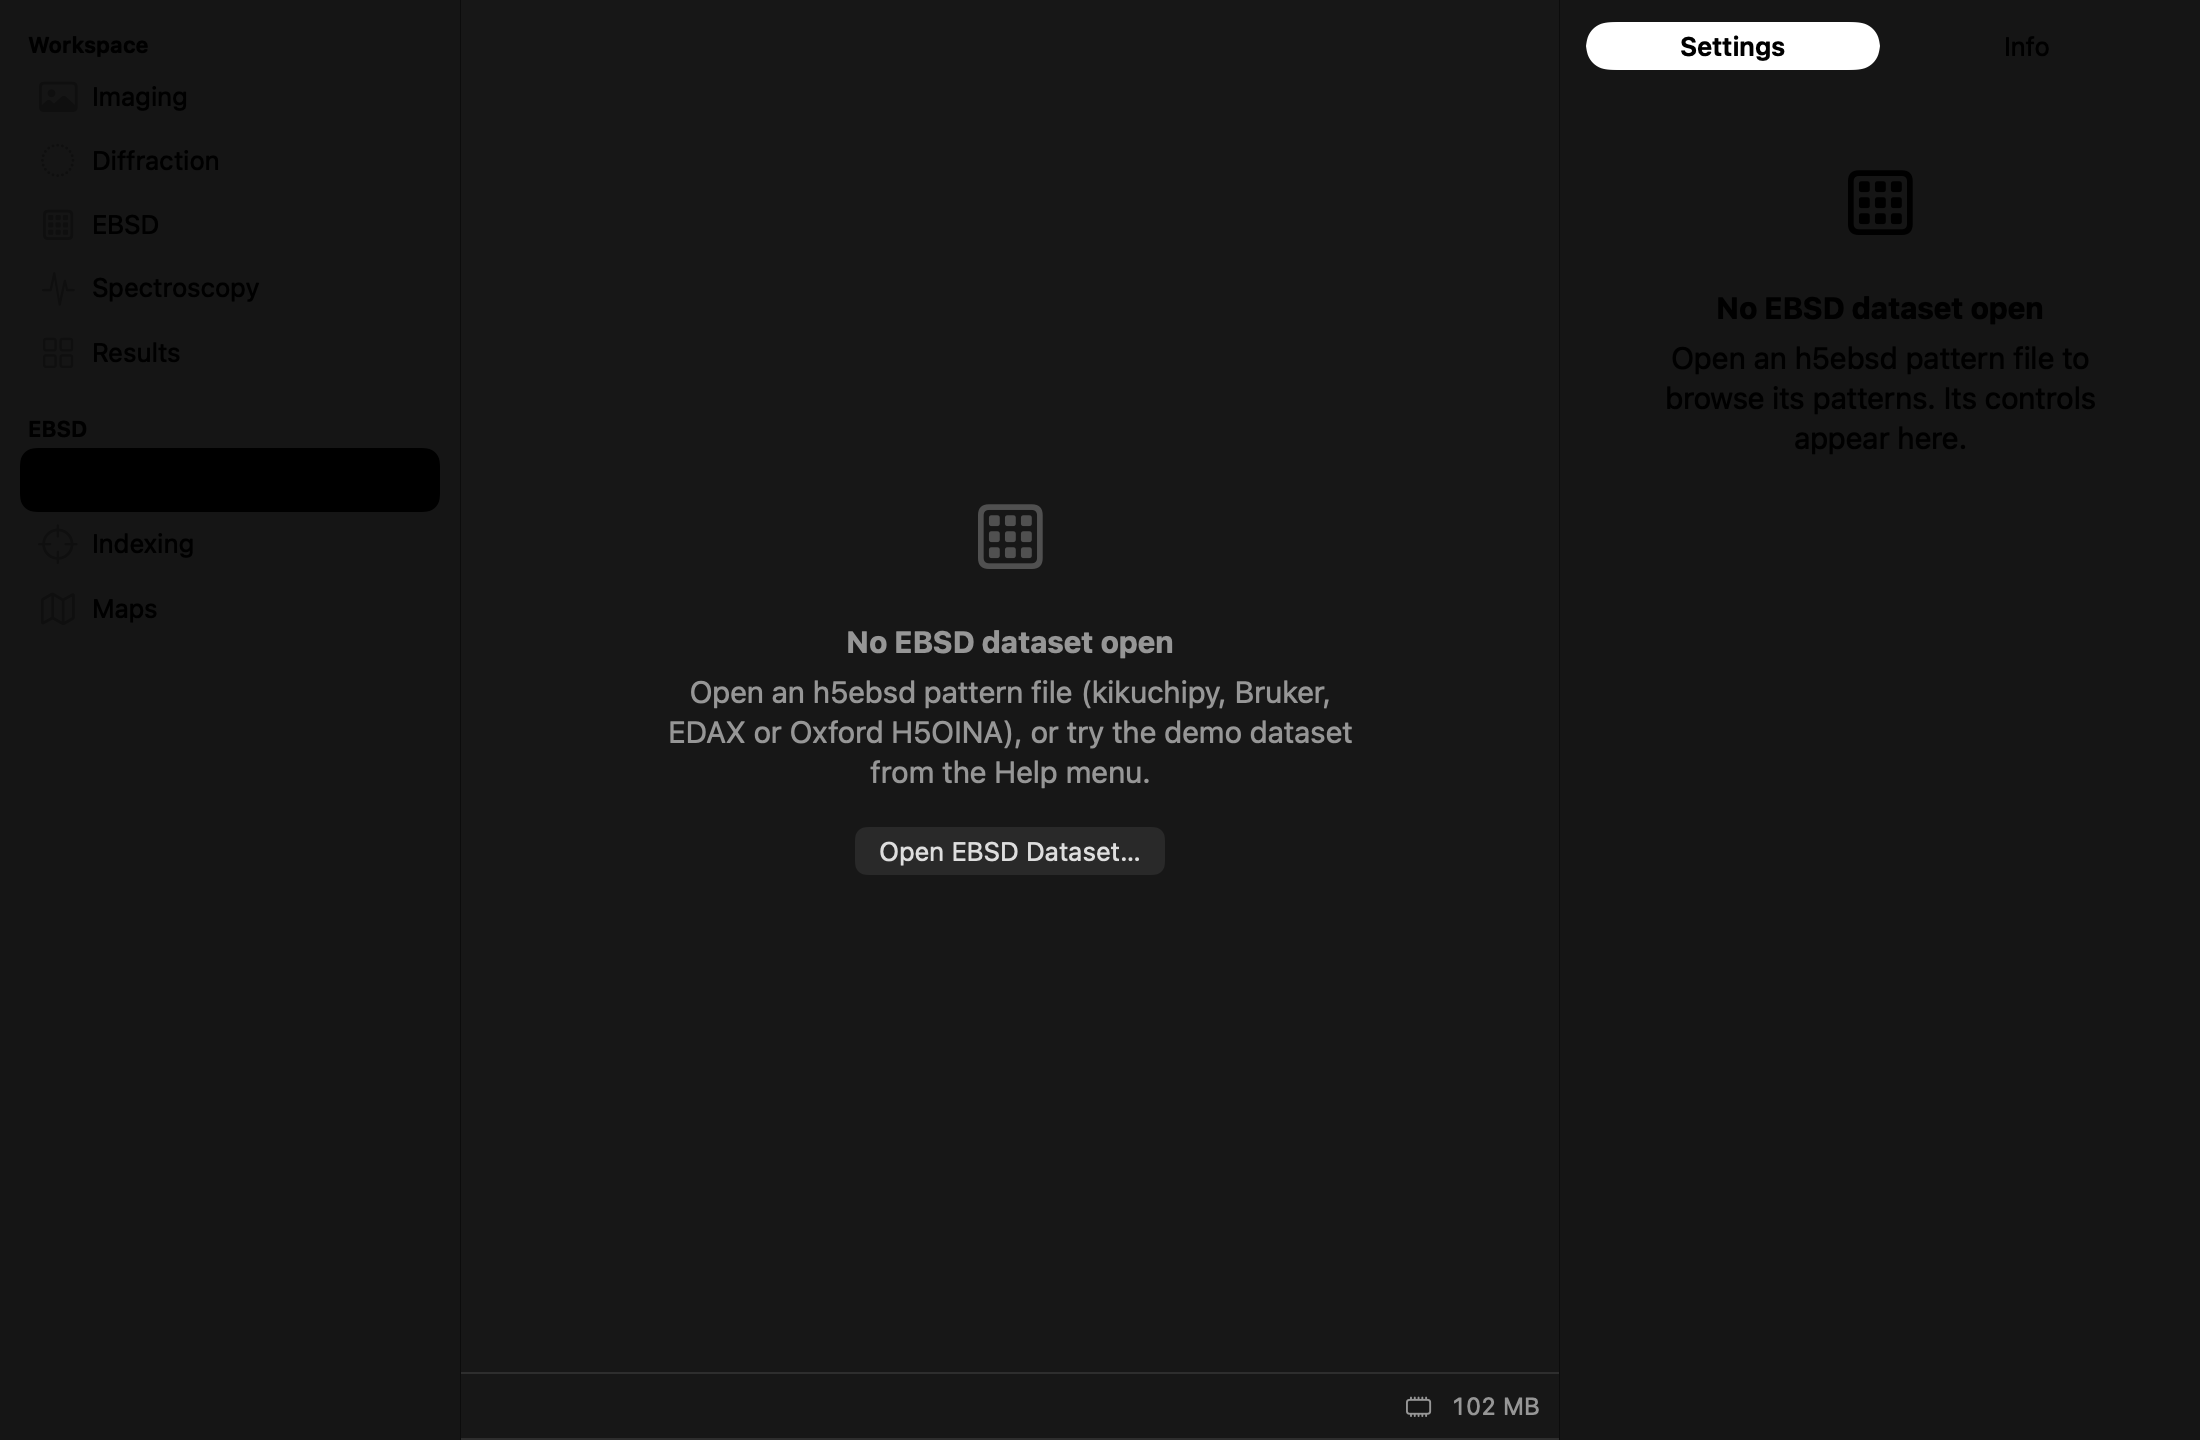 Workspace
Imaging
Diffraction
EBSD
Spectroscopy
Results
EBSD
Indexing
Maps
No EBSD dataset open
Open an h5ebsd pattern file (kikuchipy, Bruker,
EDAX or Oxford H5OINA), or try the demo dataset
from the Help menu.
Open EBSD Dataset...
102 MB
Settings
Info
No EBSD dataset open
Open an h5ebsd pattern file to
browse its patterns. Its controls
appear here.